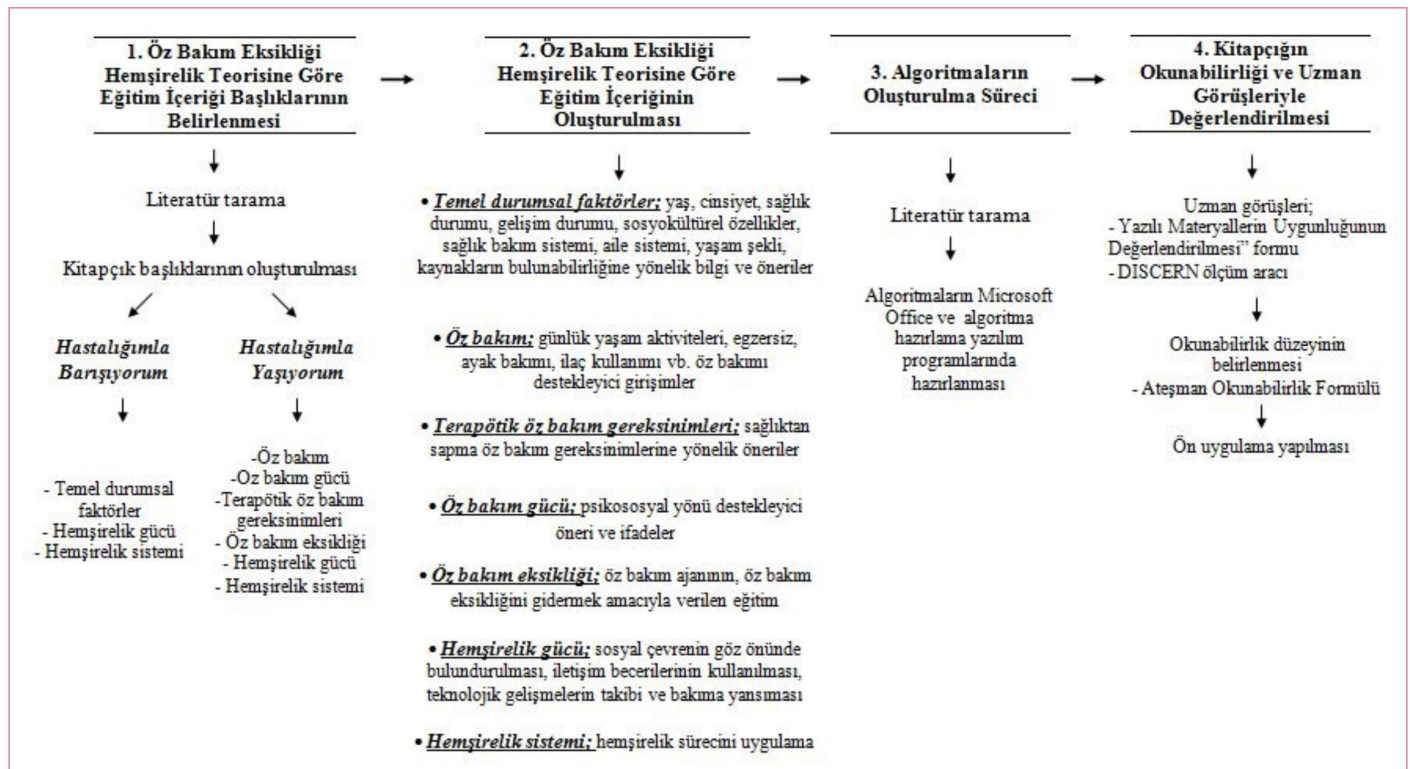 1. Öz Bakım Eksikliği
Hemşirelik Teorisine Göre
Eğitim İçeriği Başlıklarının
Belirlenmesi
Literatür tarama
Kitapçık başlıklarının oluşturulması
Hastalığımla
Barışıyorum
- Temel durumsal
faktörler
- Hemşirelik gücü
- Hemşirelik sistemi
Hastalığımla
Yaşıyorum
-Öz bakım
-Oz bakım gücü
-Terapötik öz bakım
gereksinimleri
- Öz bakım eksikliği
- Hemşirelik gücü
- Hemşirelik sistemi
2. Öz Bakım Eksikliği
Hemşirelik Teorisine Göre
Eğitim İçeriğinin
Oluşturulması
• Temel durumsal faktörler; yaş, cinsiyet, sağlık
durumu, gelişim durumu, sosyokültürel özellikler,
sağlık bakım sistemi, aile sistemi, yaşam şekli,
kaynakların bulunabilirliğine yönelik bilgi ve öneriler
• Öz bakım; günlük yaşam aktiviteleri, egzersiz,
ayak bakımı, ilaç kullanımı vb. öz bakımı
destekleyici girişimler
• Terapötik öz bakım gereksinimleri; sağlıktan
sapma öz bakım gereksinimlerine yönelik öneriler
• Öz bakım gücü; psikososyal yönü destekleyici
öneri ve ifadeler
• Öz bakım eksikliği; öz bakım ajanının, öz bakım
eksikliğini gidermek amacıyla verilen eğitim
• Hemşirelik gücü; sosyal çevrenin göz önünde
bulundurulması, iletişim becerilerinin kullanılması,
teknolojik gelişmelerin takibi ve bakıma yansıması
• Hemşirelik sistemi; hemşirelik sürecini uygulama
3. Algoritmaların
Oluşturulma Süreci
Literatür tarama
Algoritmaların Microsoft
Office ve algoritma
hazırlama yazılım
programlarında
hazırlanması
4. Kitapçığın
Okunabilirliği ve Uzman
Görüşleriyle
Değerlendirilmesi
Uzman görüşleri;
- Yazılı Materyallerin Uygunluğunun
Değerlendirilmesi” formu
- DISCERN ölçüm aracı
Okunabilirlik düzeyinin
belirlenmesi
- Ateşman Okunabilirlik Formülü
Ön uygulama yapılması